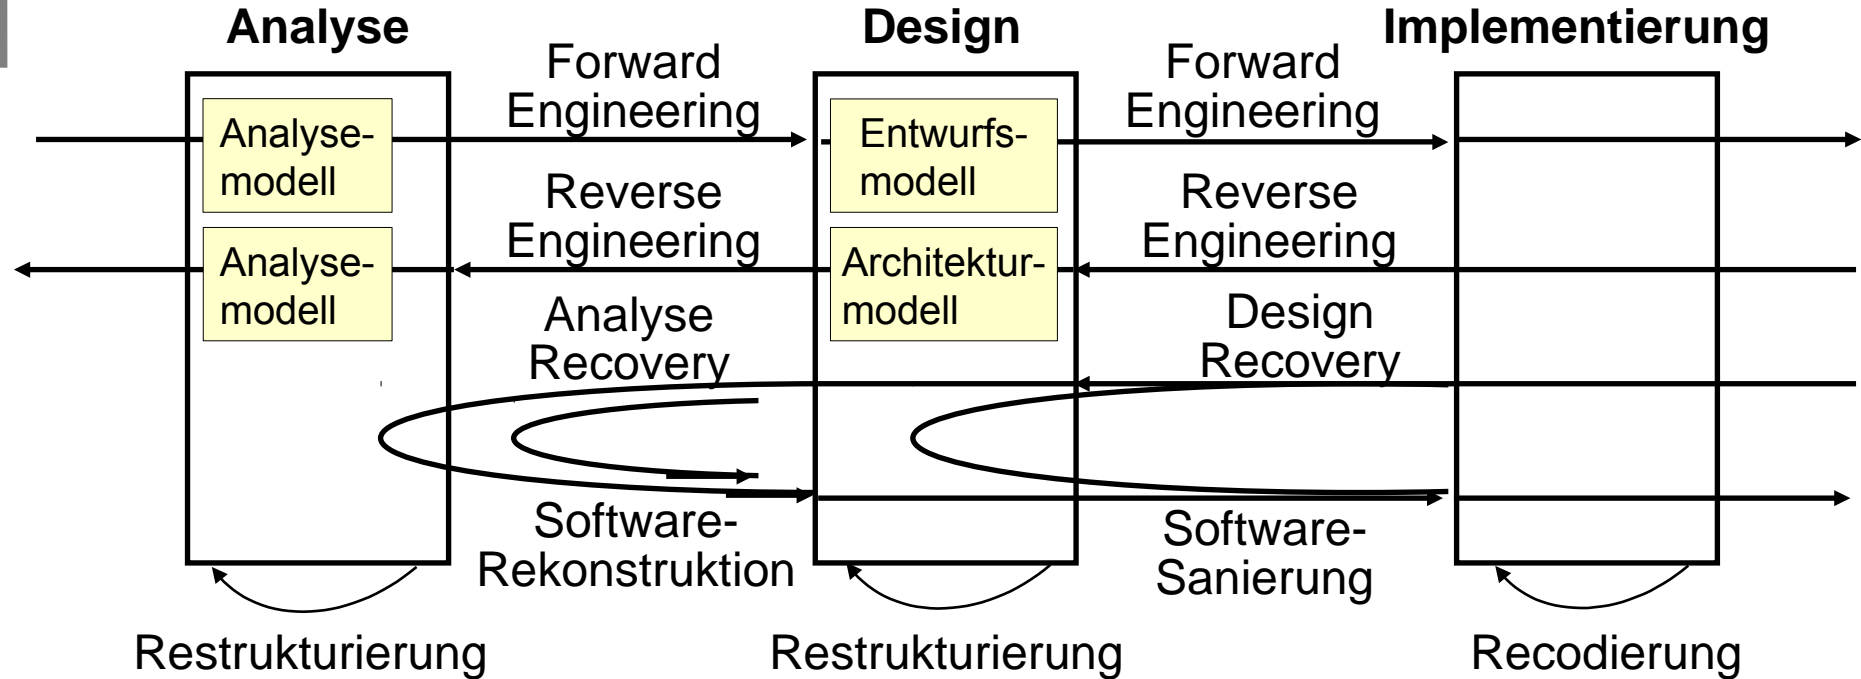 Analyse
Design
Implementierung
Forward
Engineering
Forward
Engineering
Analyse-
modell
Entwurfs-
modell
Reverse
Engineering
Reverse
Engineering
Analyse-
modell
Architektur-
modell
Analyse
Recovery
Design
Recovery
Software-
Rekonstruktion
Software-
Sanierung
Restrukturierung
Restrukturierung
Recodierung